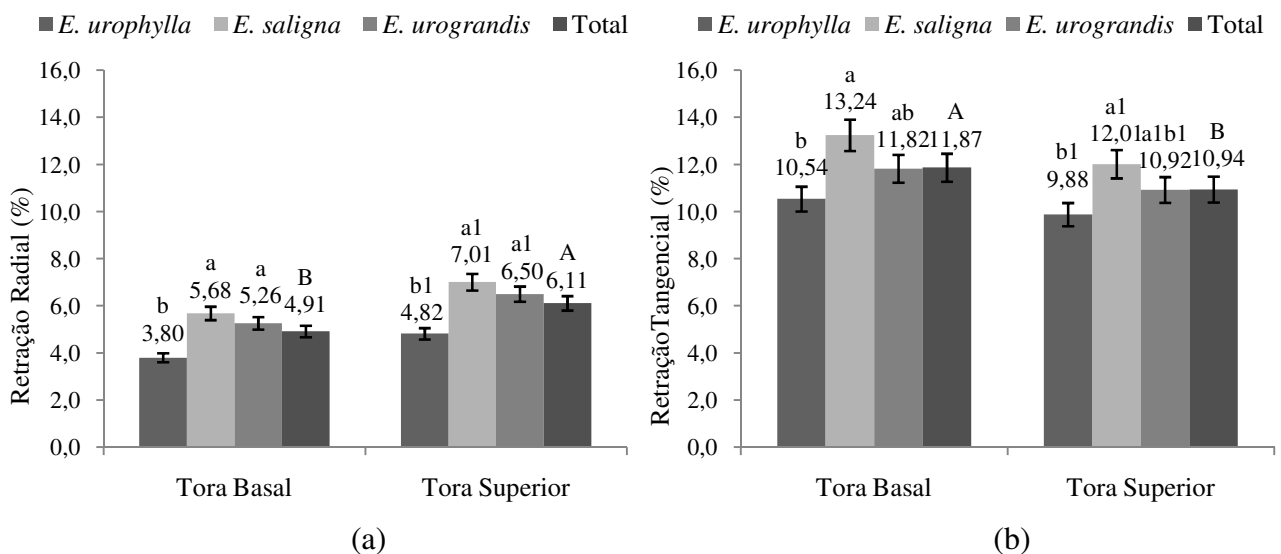 E. urophylla E. saligna E. urograndis Total
Retração Radial (%)
16,0
14,0
12,0
10,0
8,0
6,0
4,0
2,0
0,0
b
3,80
a
5,68
a
5,26
B
4,91
b1
4,82
a1
7,01
a1
6,50
A
6,11
Tora Basal Tora Superior
(a)
E. urophylla E. saligna E. urograndis Total
RetraçãoTangencial (%)
16,0
14,0
12,0
10,0
8,0
6,0
4,0
2,0
0,0
b
10,54
a
13,24
ab
11,82
A
11,87
b1
9,88
a1
12,01
a1b1
10,92
B
10,94
Tora Basal Tora Superior
(b)